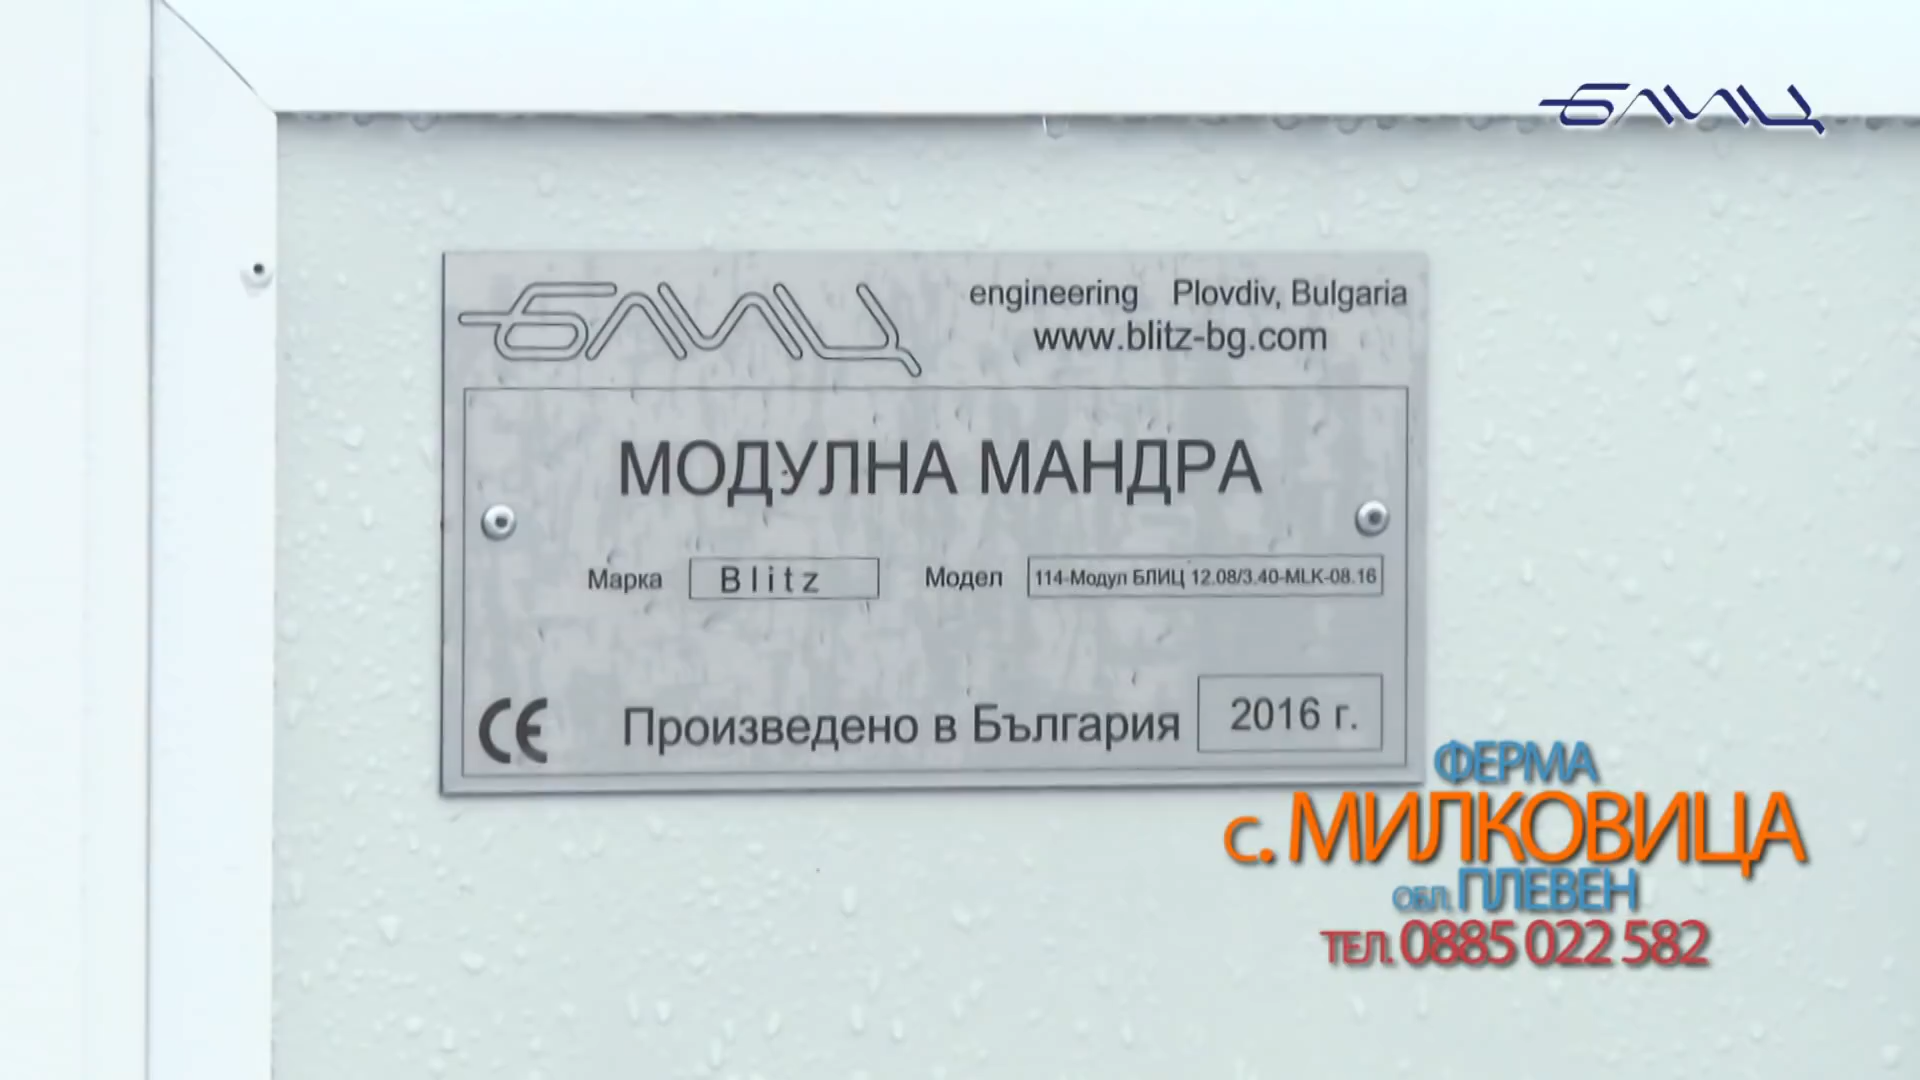 БЛИЦ
БЛИЦ engineering Plovdiv, Bulgaria
www.blitz-bg.com
МОДУЛНА МАНДРА
Марка Blitz Модел 114-Модул БЛИЦ 12.08/3.40-MLK-08.16
CE Произведено в България 2016 г.
ФЕРМА
с. МИЛКОВИЦА
обл. ПЛЕВЕН
ТЕЛ. 0885 022 582